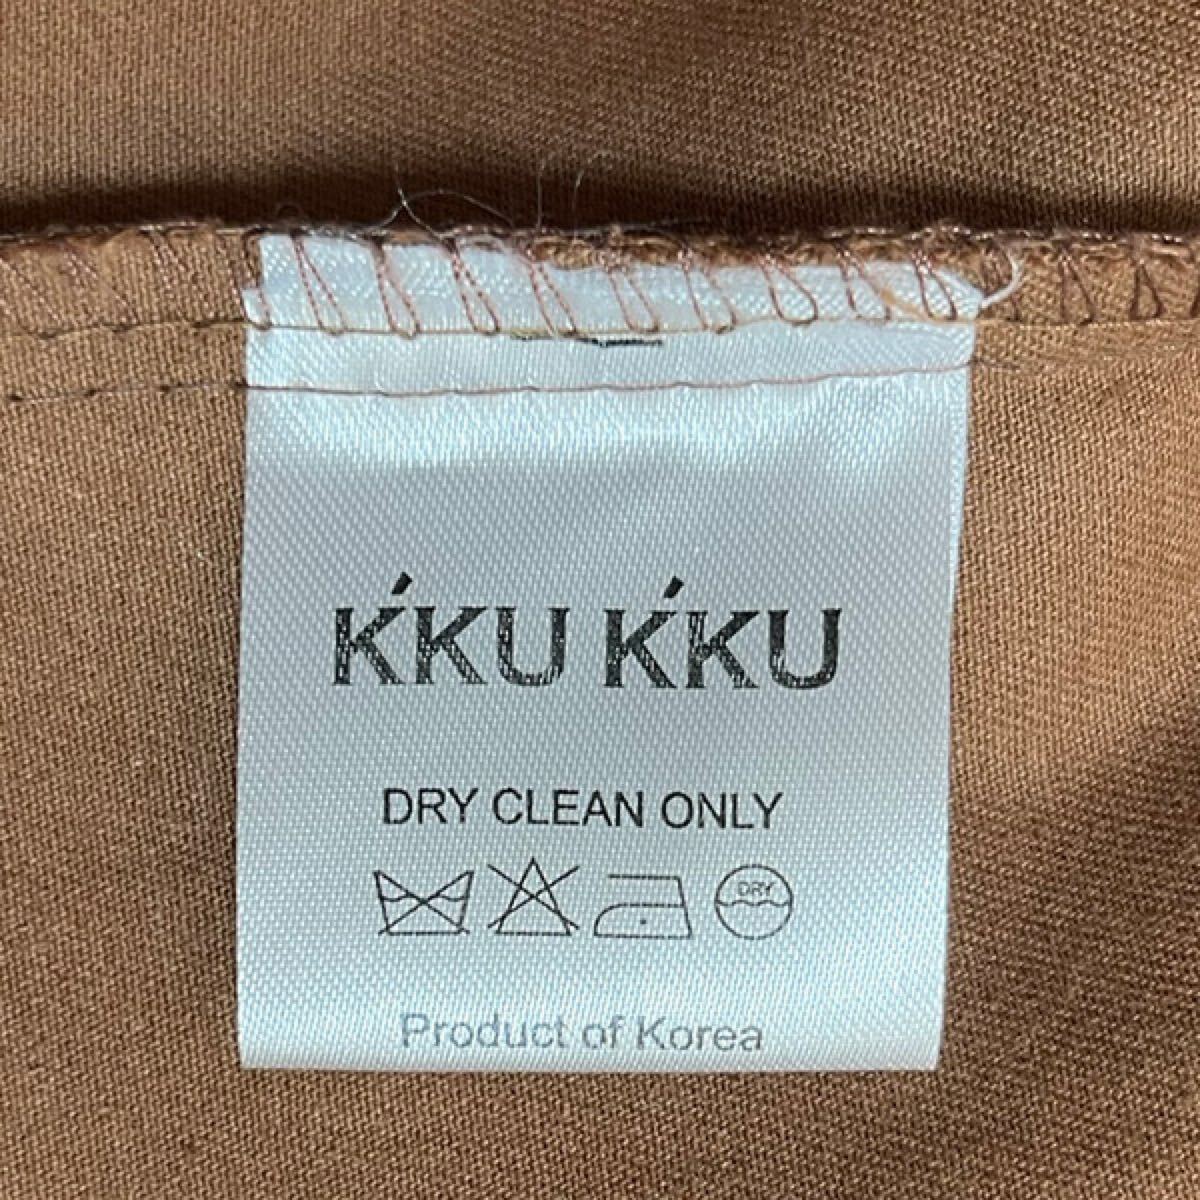 ḰKU ḰKU
DRY CLEAN ONLY
DRY
Product of Korea